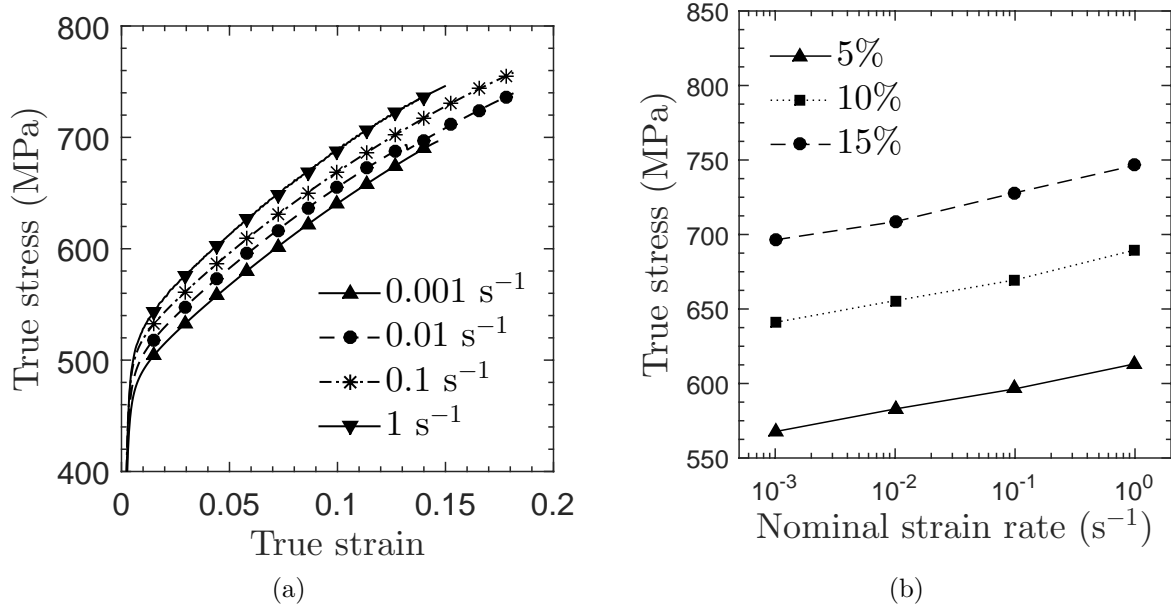 800
700
600
500
400
True stress (MPa)
0.001 s⁻¹
0.01 s⁻¹
0.1 s⁻¹
1 s⁻¹
0 0.05 0.1 0.15 0.2
True strain
(a)
850
800
750
700
650
600
550
True stress (MPa)
5%
10%
15%
10⁻³ 10⁻² 10⁻¹ 10⁰
Nominal strain rate (s⁻¹)
(b)